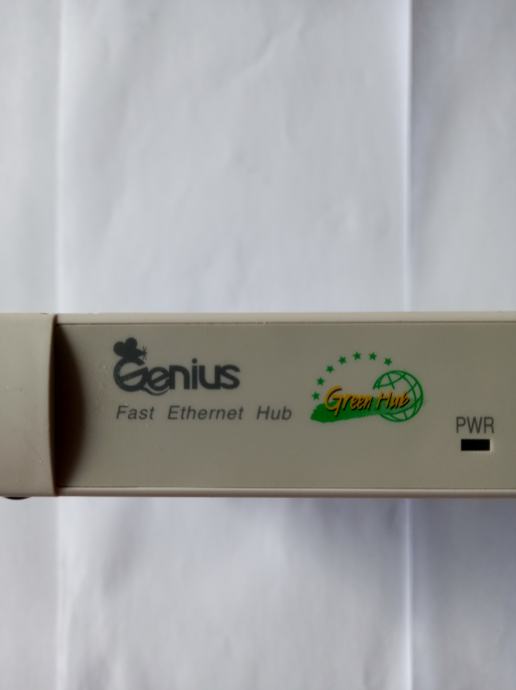 Genius
Fast Ethernet Hub
Green Hub
PWR